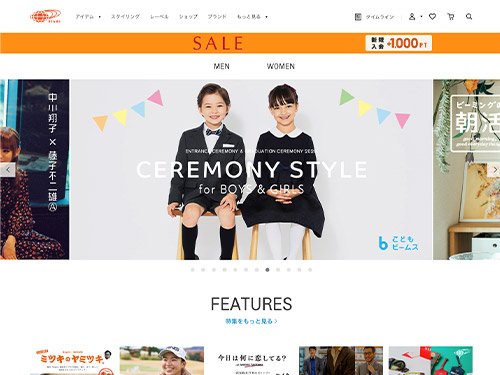 アイテム
スタイリング
レーベル
ショップ
ブランド
もっと見る
タイムライン
SALE
新規入会
+1,000PT
MEN
WOMEN
中川翔子 × 藤子不二雄Ⓐ
ENTRANCE CEREMONY & GRADUATION CEREMONY 2023
CEREMONY STYLE
for BOYS & GIRLS
こども
ビームス
ビーミングの
朝活
FEATURES
特集をもっと見る
ミツキのヤミツキ
今日は何に恋してる?